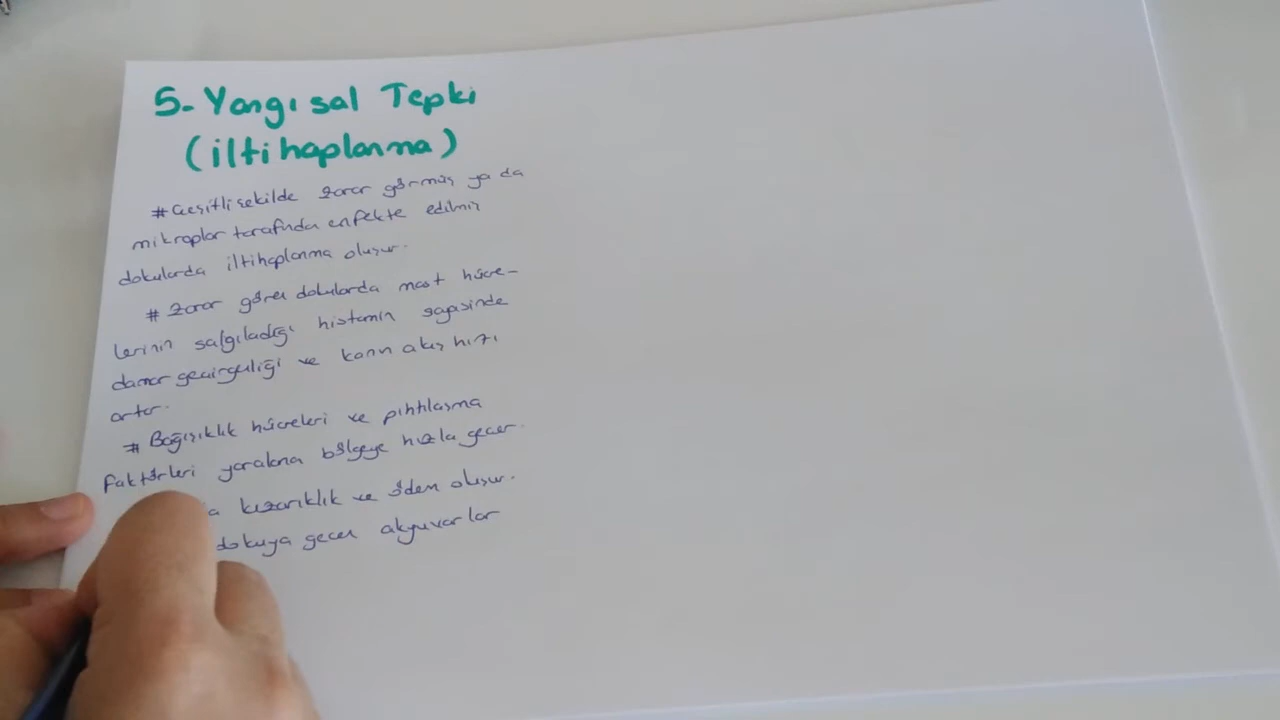 5- Yangısal Tepki
(iltihaplanma)
# Çeşitli şekilde zarar görmüş ya da
mikroplar tarafında enfekte edilmiş
dokularda iltihaplanma oluşur.
# Zarar gören dokularda mast hücre-
lerinin salgıladığı histamin sayesinde
damar geçirgenliği ve kanın akış hızı
artar.
# Bağışıklık hücreleri ve pıhtılaşma
faktörleri yaralana bölgeye hızla geçer.
kızarıklık ve ödem oluşur.
dokuya geçen akyuvarlar